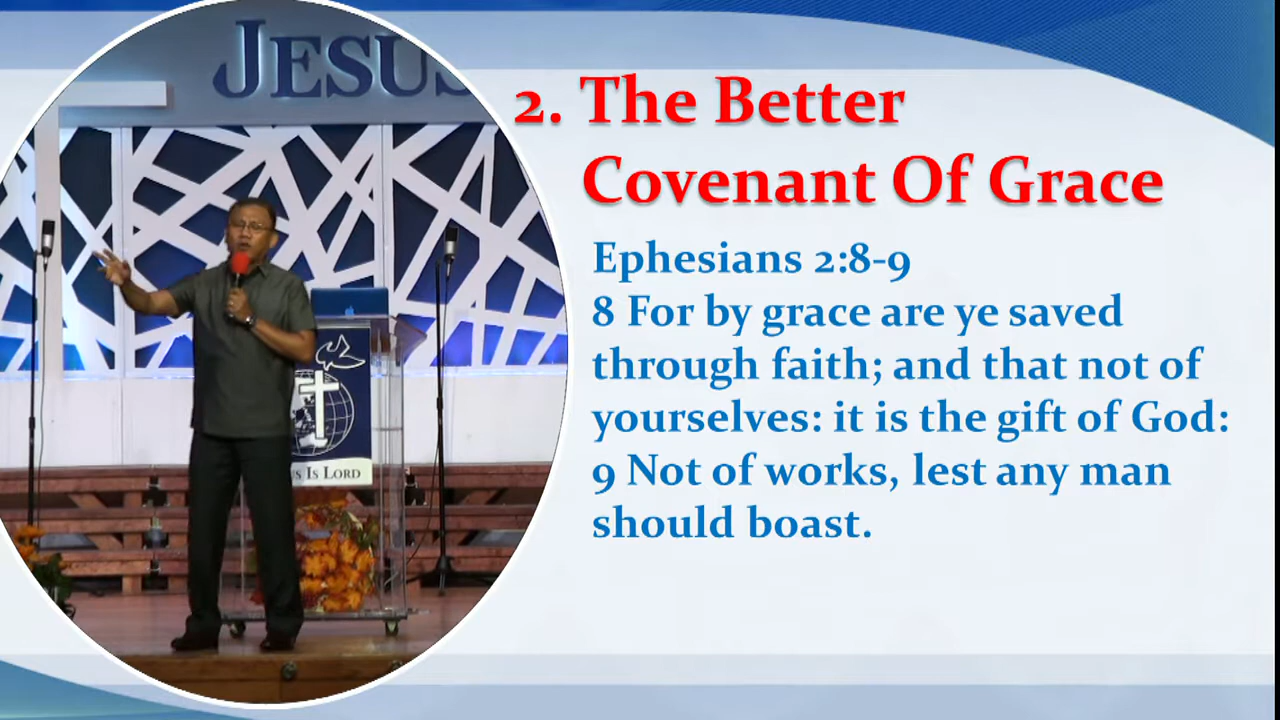 JESUS
2. The Better
Covenant Of Grace
Ephesians 2:8-9
8 For by grace are ye saved
through faith; and that not of
yourselves: it is the gift of God:
9 Not of works, lest any man
should boast.
s Is Lord